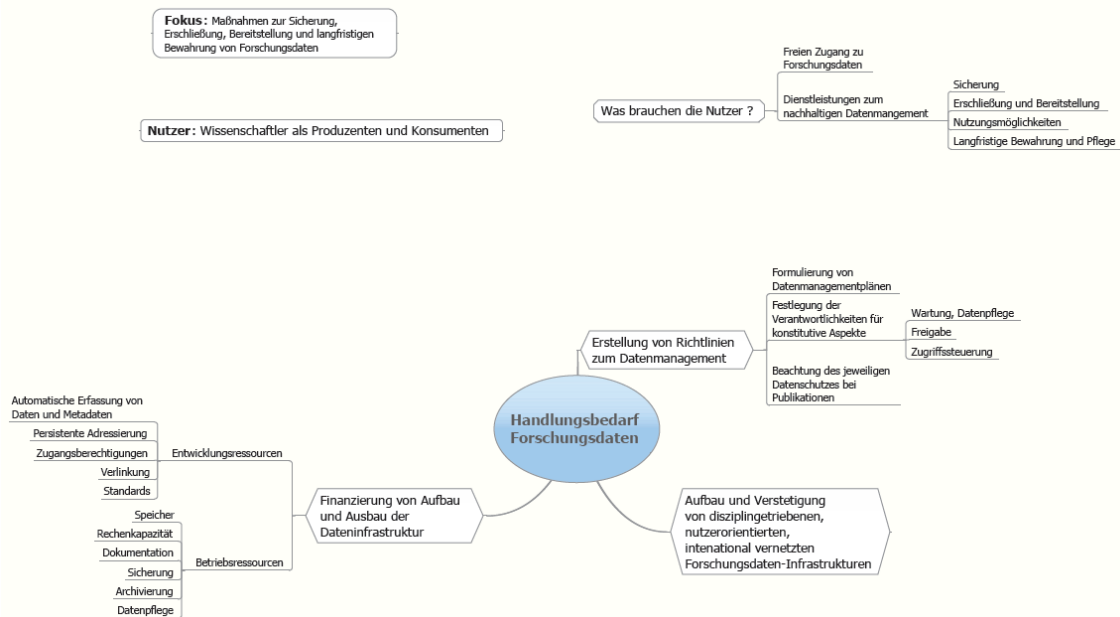 Fokus: Maßnahmen zur Sicherung,
Erschließung, Bereitstellung und langfristigen
Bewahrung von Forschungsdaten
Nutzer: Wissenschaftler als Produzenten und Konsumenten
Was brauchen die Nutzer ?
Freien Zugang zu
Forschungsdaten
Dienstleistungen zum
nachhaltigen Datenmangement
Sicherung
Erschließung und Bereitstellung
Nutzungsmöglichkeiten
Langfristige Bewahrung und Pflege
Handlungsbedarf
Forschungsdaten
Erstellung von Richtlinien
zum Datenmanagement
Formulierung von
Datenmanagementplänen
Festlegung der
Verantwortlichkeiten für
konstitutive Aspekte
Wartung, Datenpflege
Freigabe
Zugriffssteuerung
Beachtung des jeweiligen
Datenschutzes bei
Publikationen
Aufbau und Verstetigung
von disziplingetriebenen,
nutzerorientierten,
intenational vernetzten
Forschungsdaten-Infrastrukturen
Finanzierung von Aufbau
und Ausbau der
Dateninfrastruktur
Entwicklungsressourcen
Automatische Erfassung von
Daten und Metadaten
Persistente Adressierung
Zugangsberechtigungen
Verlinkung
Standards
Betriebsressourcen
Speicher
Rechenkapazität
Dokumentation
Sicherung
Archivierung
Datenpflege